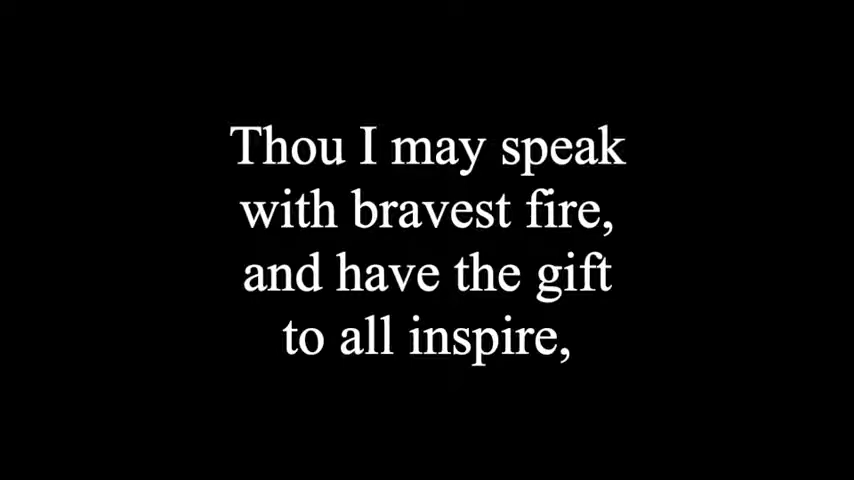 Thou I may speak
with bravest fire,
and have the gift
to all inspire,